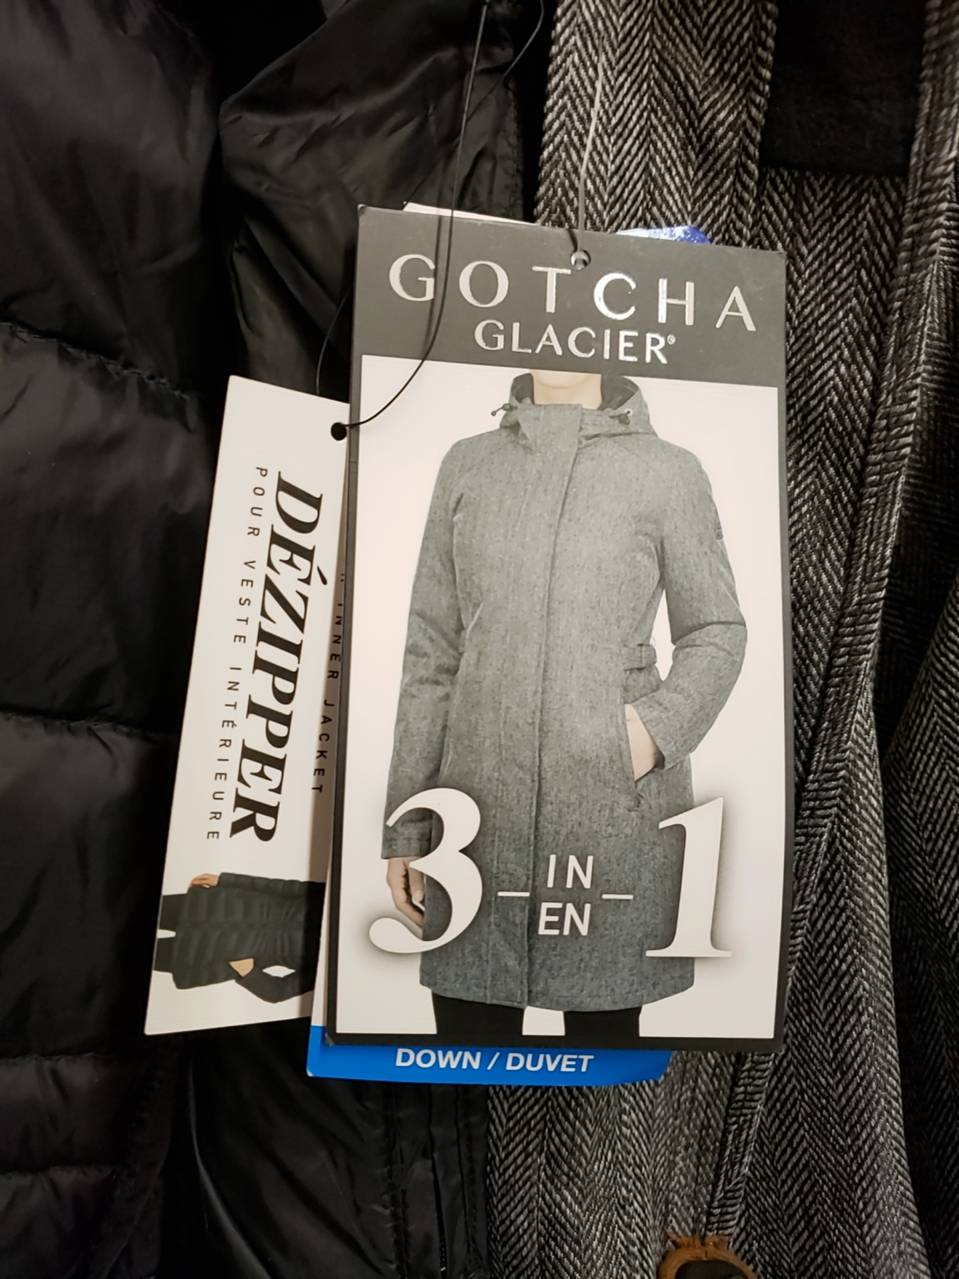 GOTCHA
GLACIER®
3 IN 1
EN
DÉZIPPER
POUR VESTE INTÉRIEURE
INNER JACKET
DOWN / DUVET